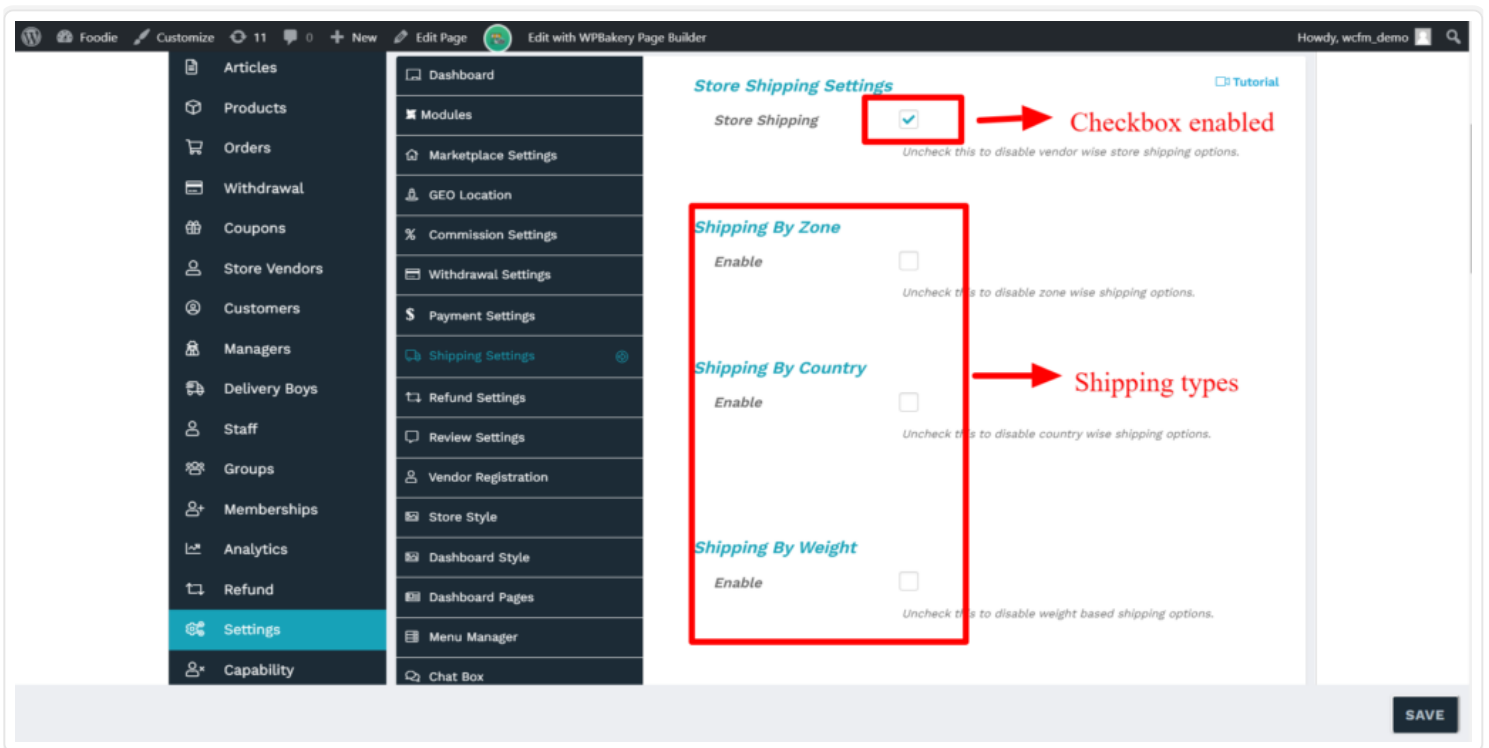 Foodie Customize 11 0 New Edit Page Edit with WPBakery Page Builder Howdy, wcfm_demo
Articles
Products
Orders
Withdrawal
Coupons
Store Vendors
Customers
Managers
Delivery Boys
Staff
Groups
Memberships
Analytics
Refund
Settings
Capability
Dashboard
Modules
Marketplace Settings
GEO Location
Commission Settings
Withdrawal Settings
Payment Settings
Shipping Settings
Refund Settings
Review Settings
Vendor Registration
Store Style
Dashboard Style
Dashboard Pages
Menu Manager
Chat Box
Store Shipping Settings
Tutorial
Store Shipping
Checkbox enabled
Uncheck this to disable vendor wise store shipping options.
Shipping By Zone
Enable
Uncheck this to disable zone wise shipping options.
Shipping By Country
Enable
Shipping types
Uncheck this to disable country wise shipping options.
Shipping By Weight
Enable
Uncheck this to disable weight based shipping options.
SAVE